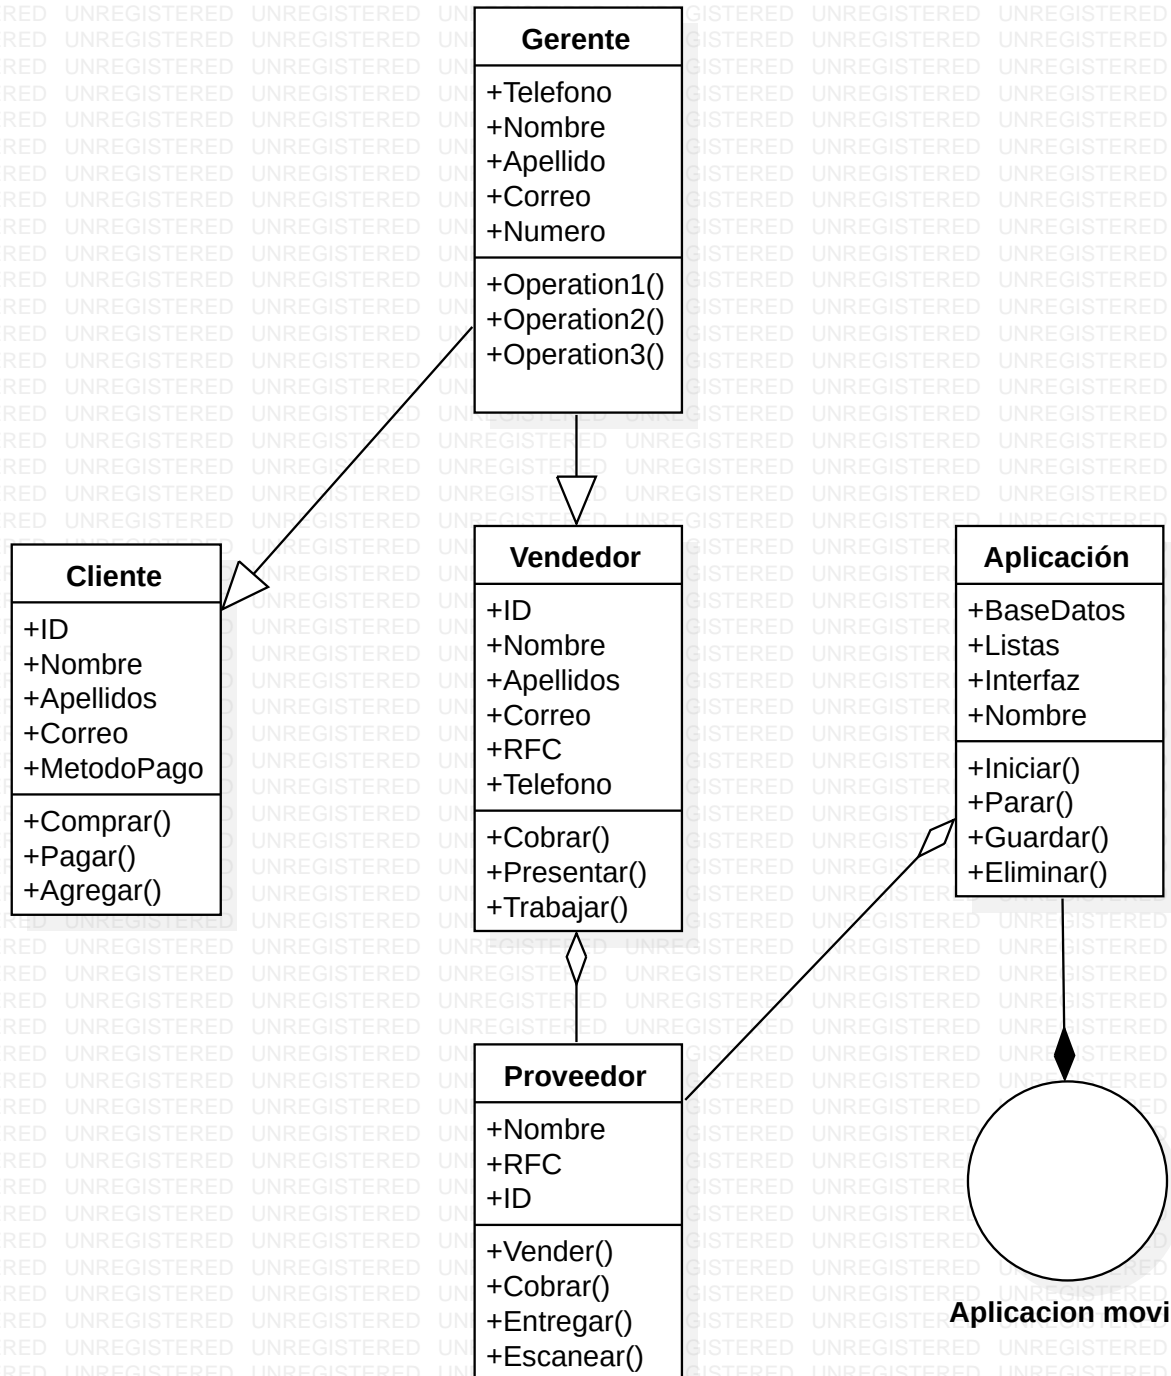 Gerente
+Telefono
+Nombre
+Apellido
+Correo
+Numero
+Operation1()
+Operation2()
+Operation3()
Cliente
+ID
+Nombre
+Apellidos
+Correo
+MetodoPago
+Comprar()
+Pagar()
+Agregar()
Vendedor
+ID
+Nombre
+Apellidos
+Correo
+RFC
+Telefono
+Cobrar()
+Presentar()
+Trabajar()
Aplicación
+BaseDatos
+Listas
+Interfaz
+Nombre
+Iniciar()
+Parar()
+Guardar()
+Eliminar()
Proveedor
+Nombre
+RFC
+ID
+Vender()
+Cobrar()
+Entregar()
+Escanear()
Aplicacion movi
UNREGISTERED